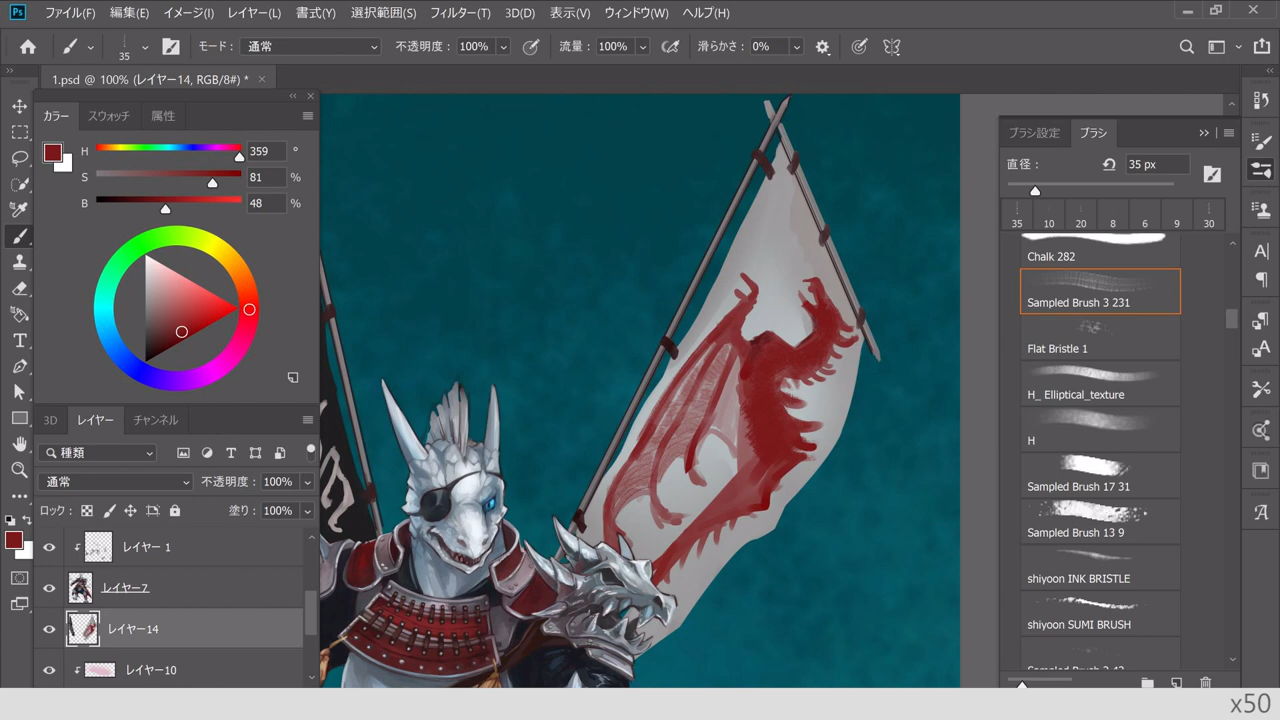 Ps ファイル(F) 編集(E) イメージ(I) レイヤー(L) 書式(Y) 選択範囲(S) フィルター(T) 3D(D) 表示(V) ウィンドウ(W) ヘルプ(H)
35 モード： 通常 不透明度： 100% 流量： 100% 滑らかさ： 0%
1.psd @ 100% (レイヤー14, RGB/8#) *
カラー スウォッチ 属性
H 359 °
S 81 %
B 48 %
3D レイヤー チャンネル
種類
通常 不透明度： 100%
ロック： 塗り： 100%
レイヤー 1
レイヤー7
レイヤー14
レイヤー10
ブラシ設定 ブラシ
直径： 35 px
35 10 20 8 6 9 30
Chalk 282
Sampled Brush 3 231
Flat Bristle 1
H_ Elliptical_texture
H
Sampled Brush 17 31
Sampled Brush 13 9
shiyoon INK BRISTLE
shiyoon SUMI BRUSH
x50